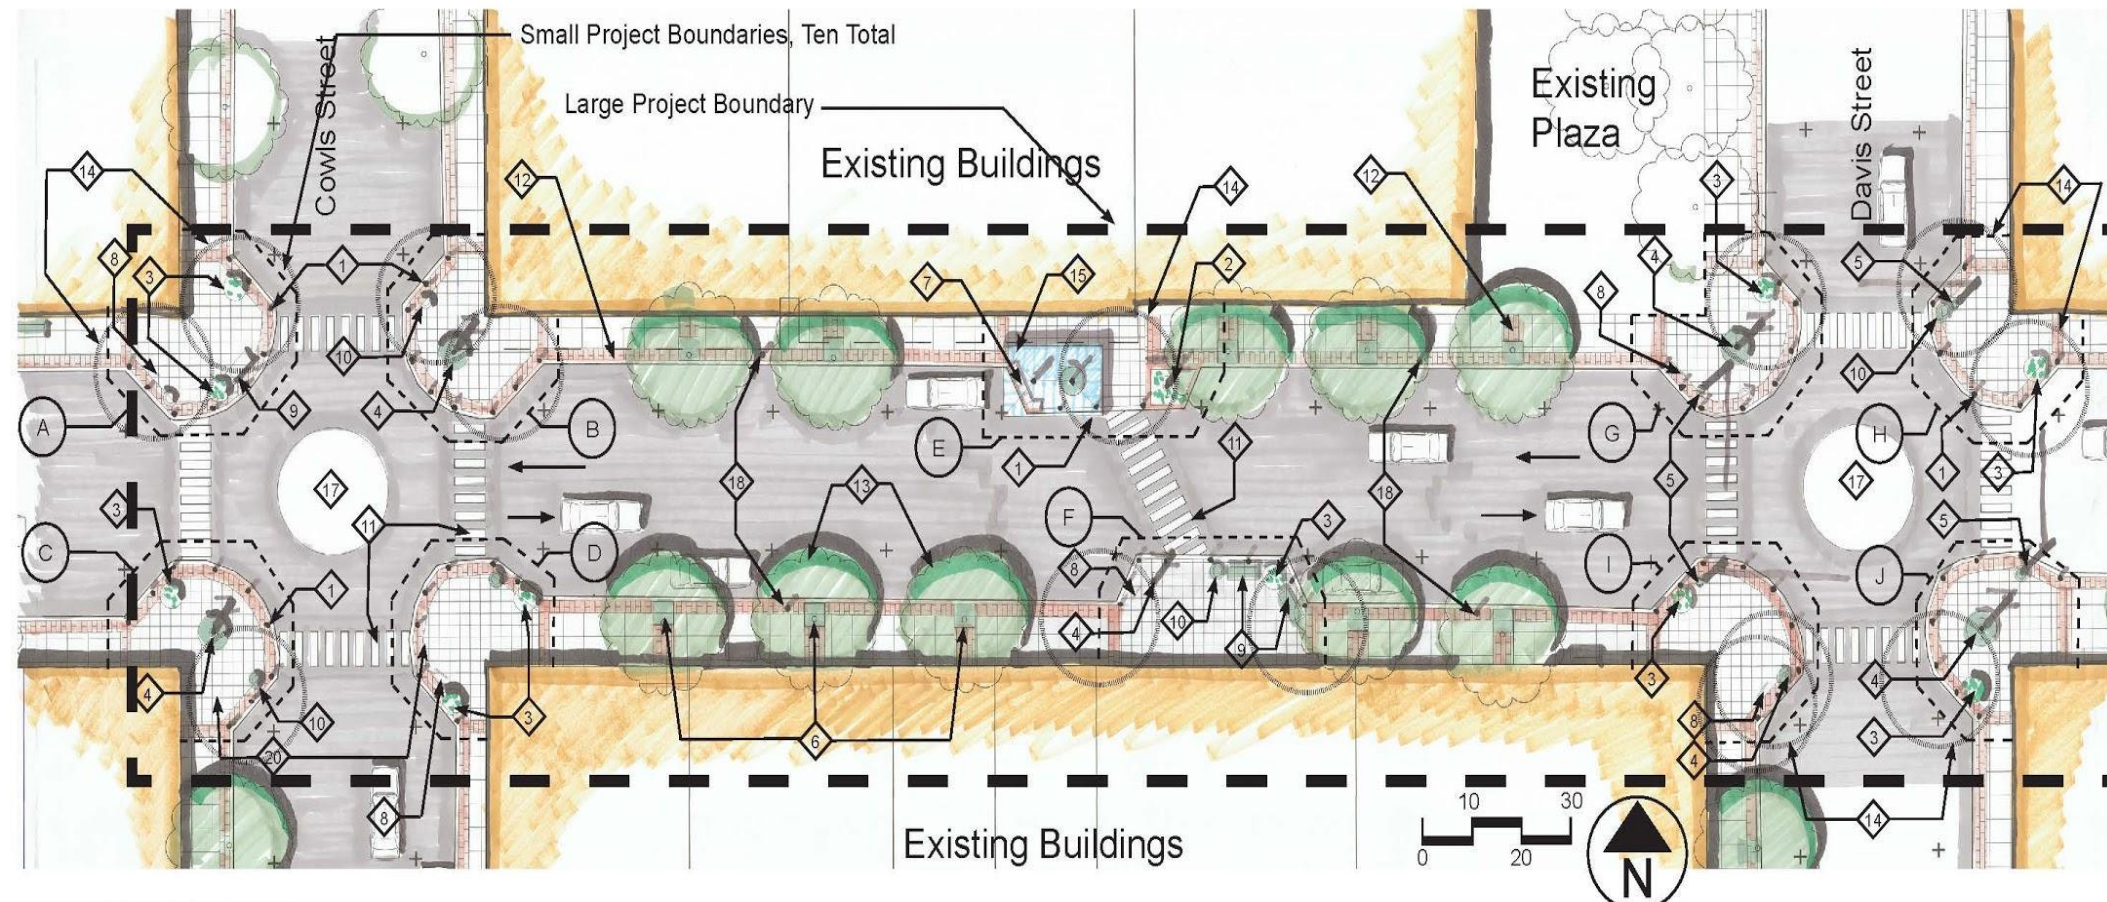 Small Project Boundaries, Ten Total
Cowls Street
Large Project Boundary
Existing
Plaza
Davis Street
Existing Buildings
14
12
12
14
3
14
8
3
1
7
15
2
8
4
5
10
4
9
10
A
B
E
1
11
G
H
1
3
5
17
18
13
18
17
3
11
F
3
5
C
D
8
I
J
1
4
10
9
4
10
3
6
3
4
20
8
4
3
8
14
Existing Buildings
10
30
0
20
N